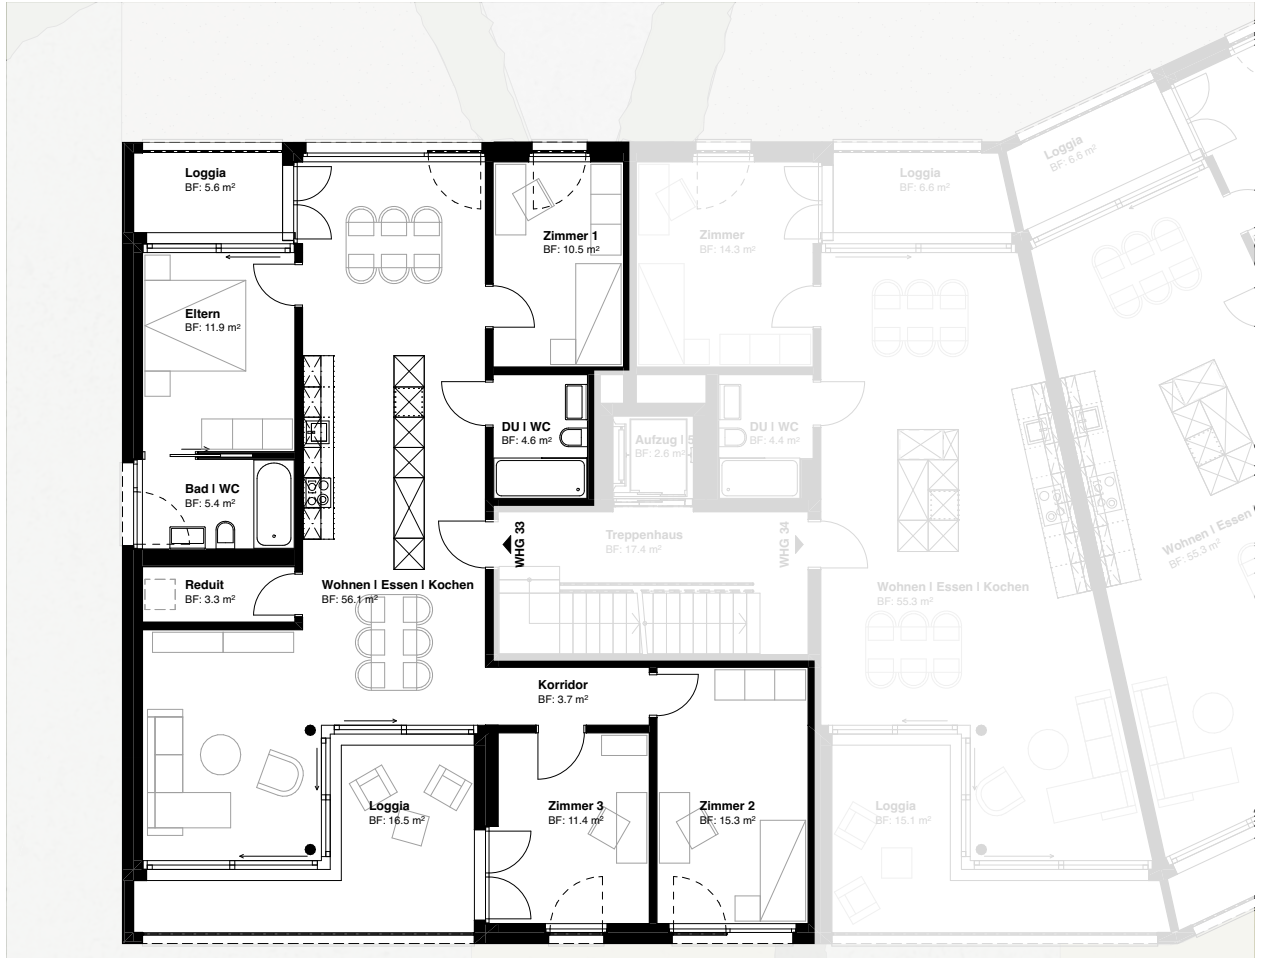 Loggia
BF: 5.6 m²
Zimmer 1
BF: 10.5 m²
Zimmer
BF: 14.3 m²
Loggia
BF: 6.6 m²
Loggia
BF: 6.6 m²
Eltern
BF: 11.9 m²
DU | WC
BF: 4.6 m²
Aufzug | 5
BF: 2.6 m²
DU | WC
BF: 4.4 m²
Bad | WC
BF: 5.4 m²
WHG 33
Treppenhaus
BF: 17.4 m²
WHG 34
Reduit
BF: 3.3 m²
Wohnen | Essen | Kochen
BF: 56.1 m²
Wohnen | Essen | Kochen
BF: 55.3 m²
Wohnen | Essen
BF: 55.3 m²
Korridor
BF: 3.7 m²
Loggia
BF: 16.5 m²
Zimmer 3
BF: 11.4 m²
Zimmer 2
BF: 15.3 m²
Loggia
BF: 15.1 m²